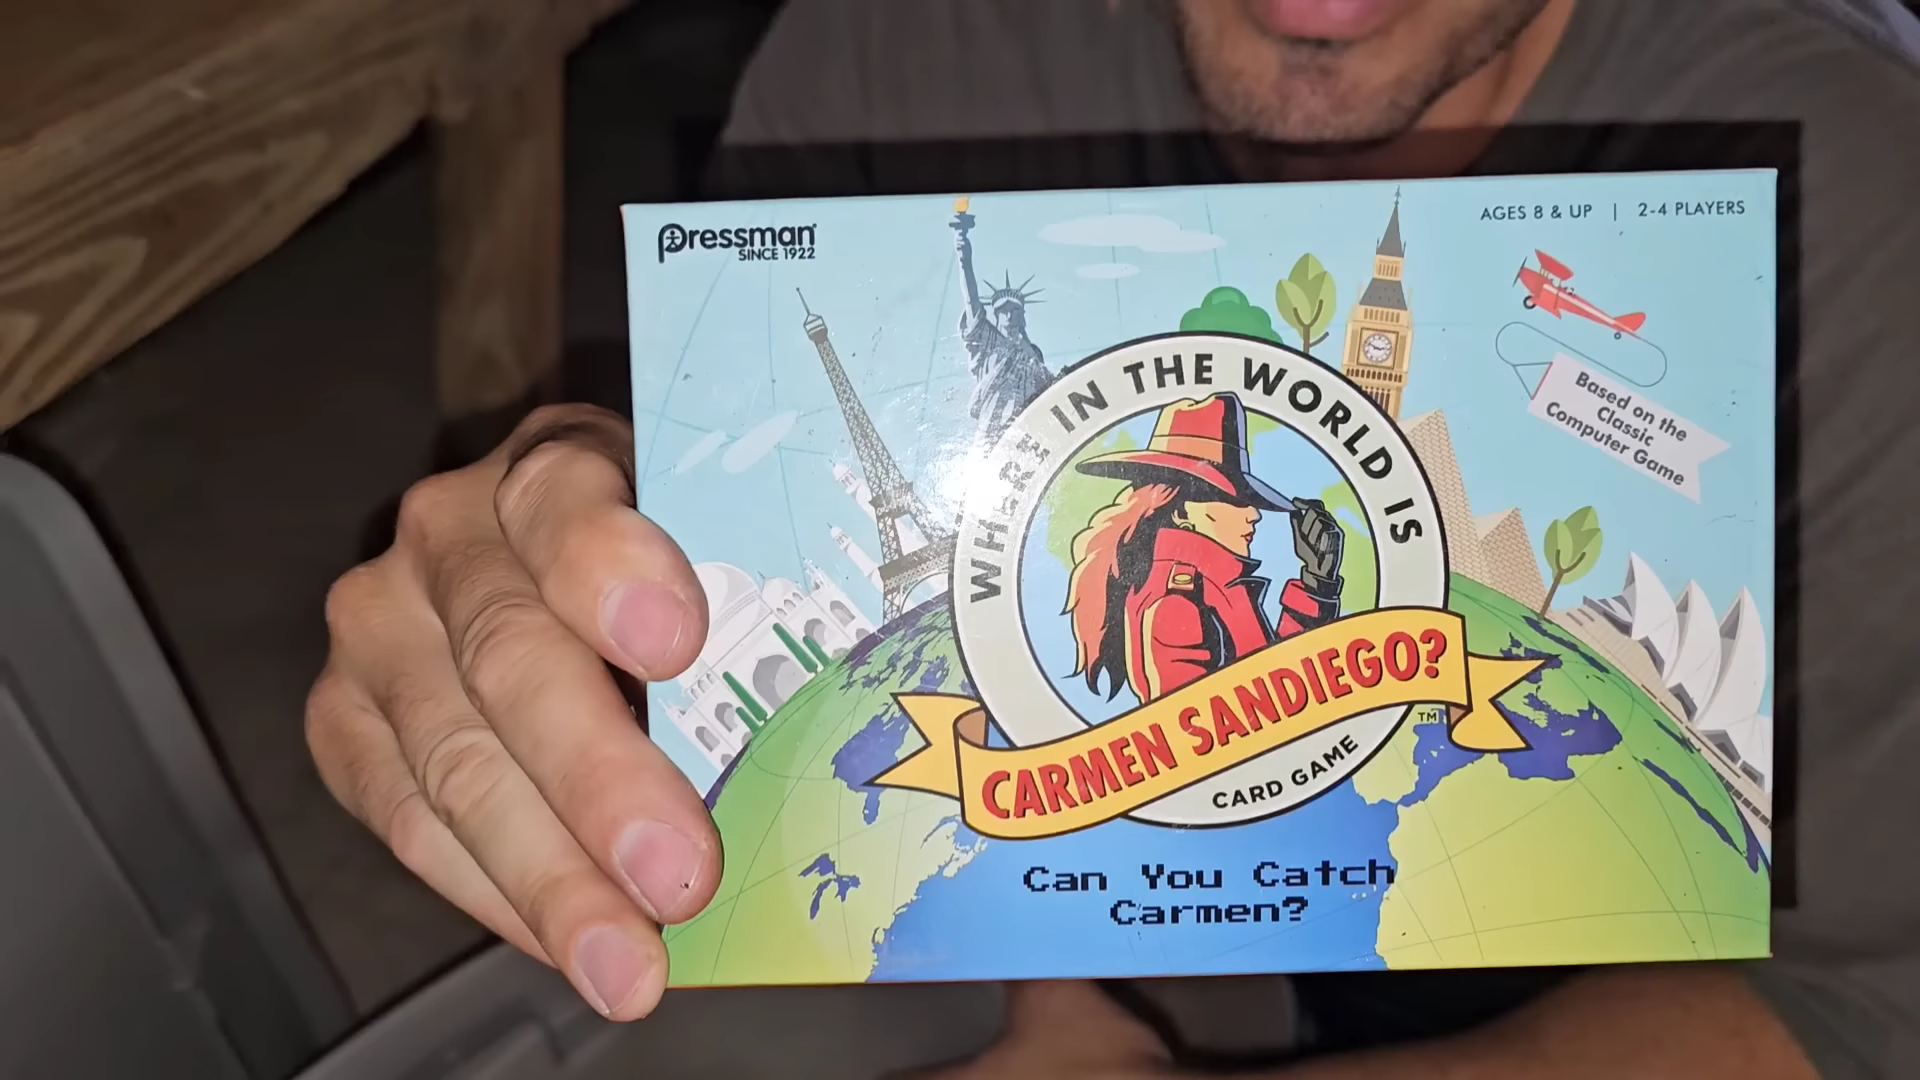 pressman
SINCE 1922
AGES 8 & UP | 2-4 PLAYERS
Based on the
Classic
Computer Game
WHERE IN THE WORLD IS
CARMEN SANDIEGO?™
CARD GAME
Can You Catch
Carmen?